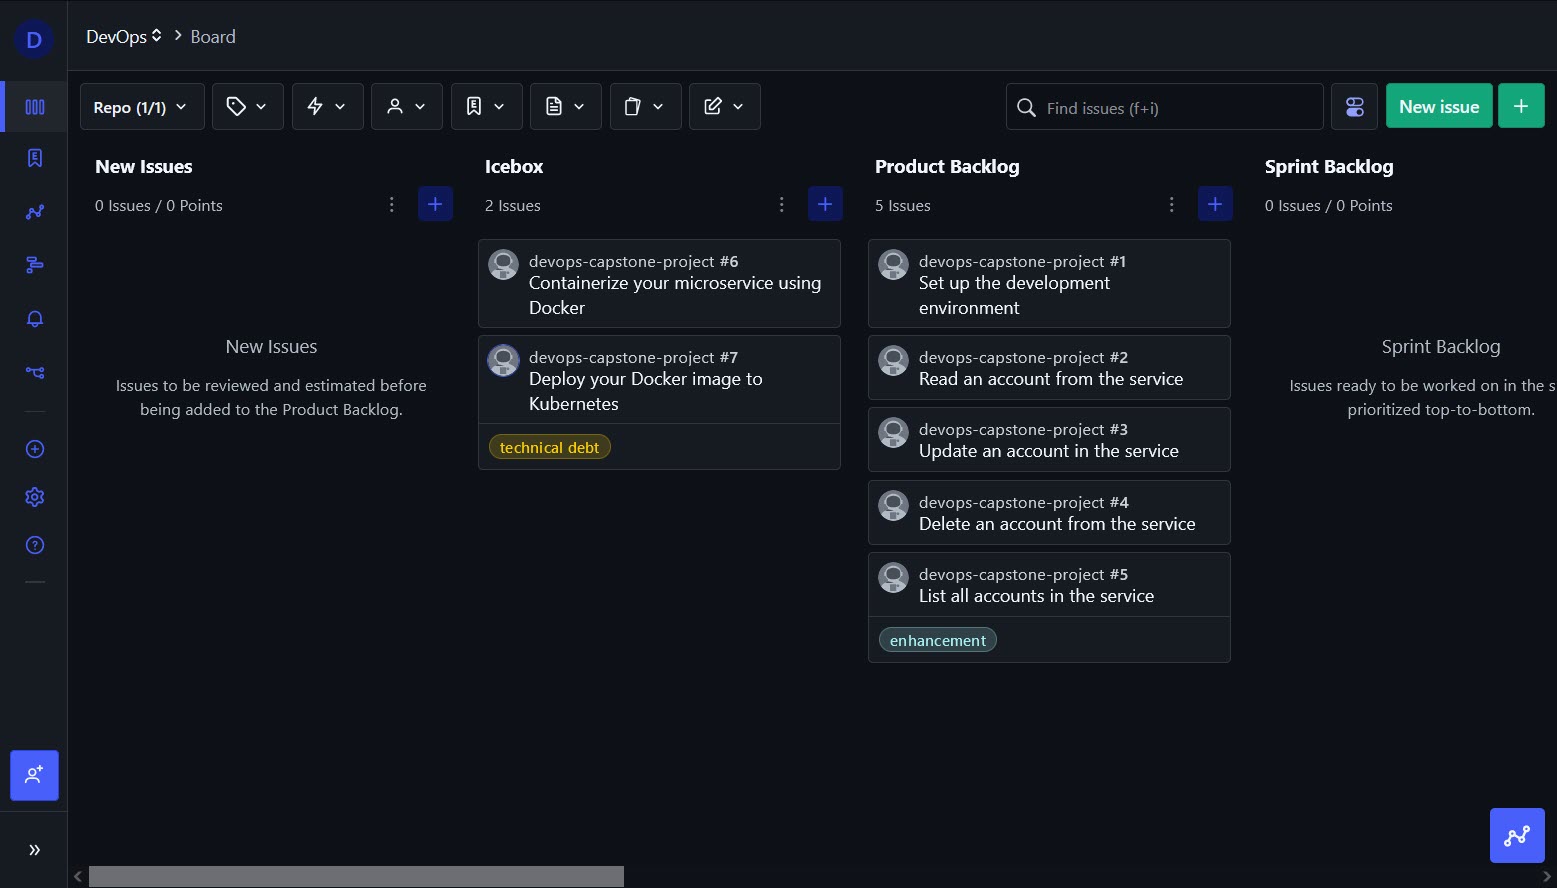 D
DevOps > Board
Repo (1/1)
Find issues (f+i)
New issue
New Issues
0 Issues / 0 Points
New Issues
Issues to be reviewed and estimated before
being added to the Product Backlog.
Icebox
2 Issues
devops-capstone-project #6
Containerize your microservice using
Docker
devops-capstone-project #7
Deploy your Docker image to
Kubernetes
technical debt
Product Backlog
5 Issues
devops-capstone-project #1
Set up the development
environment
devops-capstone-project #2
Read an account from the service
devops-capstone-project #3
Update an account in the service
devops-capstone-project #4
Delete an account from the service
devops-capstone-project #5
List all accounts in the service
enhancement
Sprint Backlog
0 Issues / 0 Points
Sprint Backlog
Issues ready to be worked on in the s
prioritized top-to-bottom.